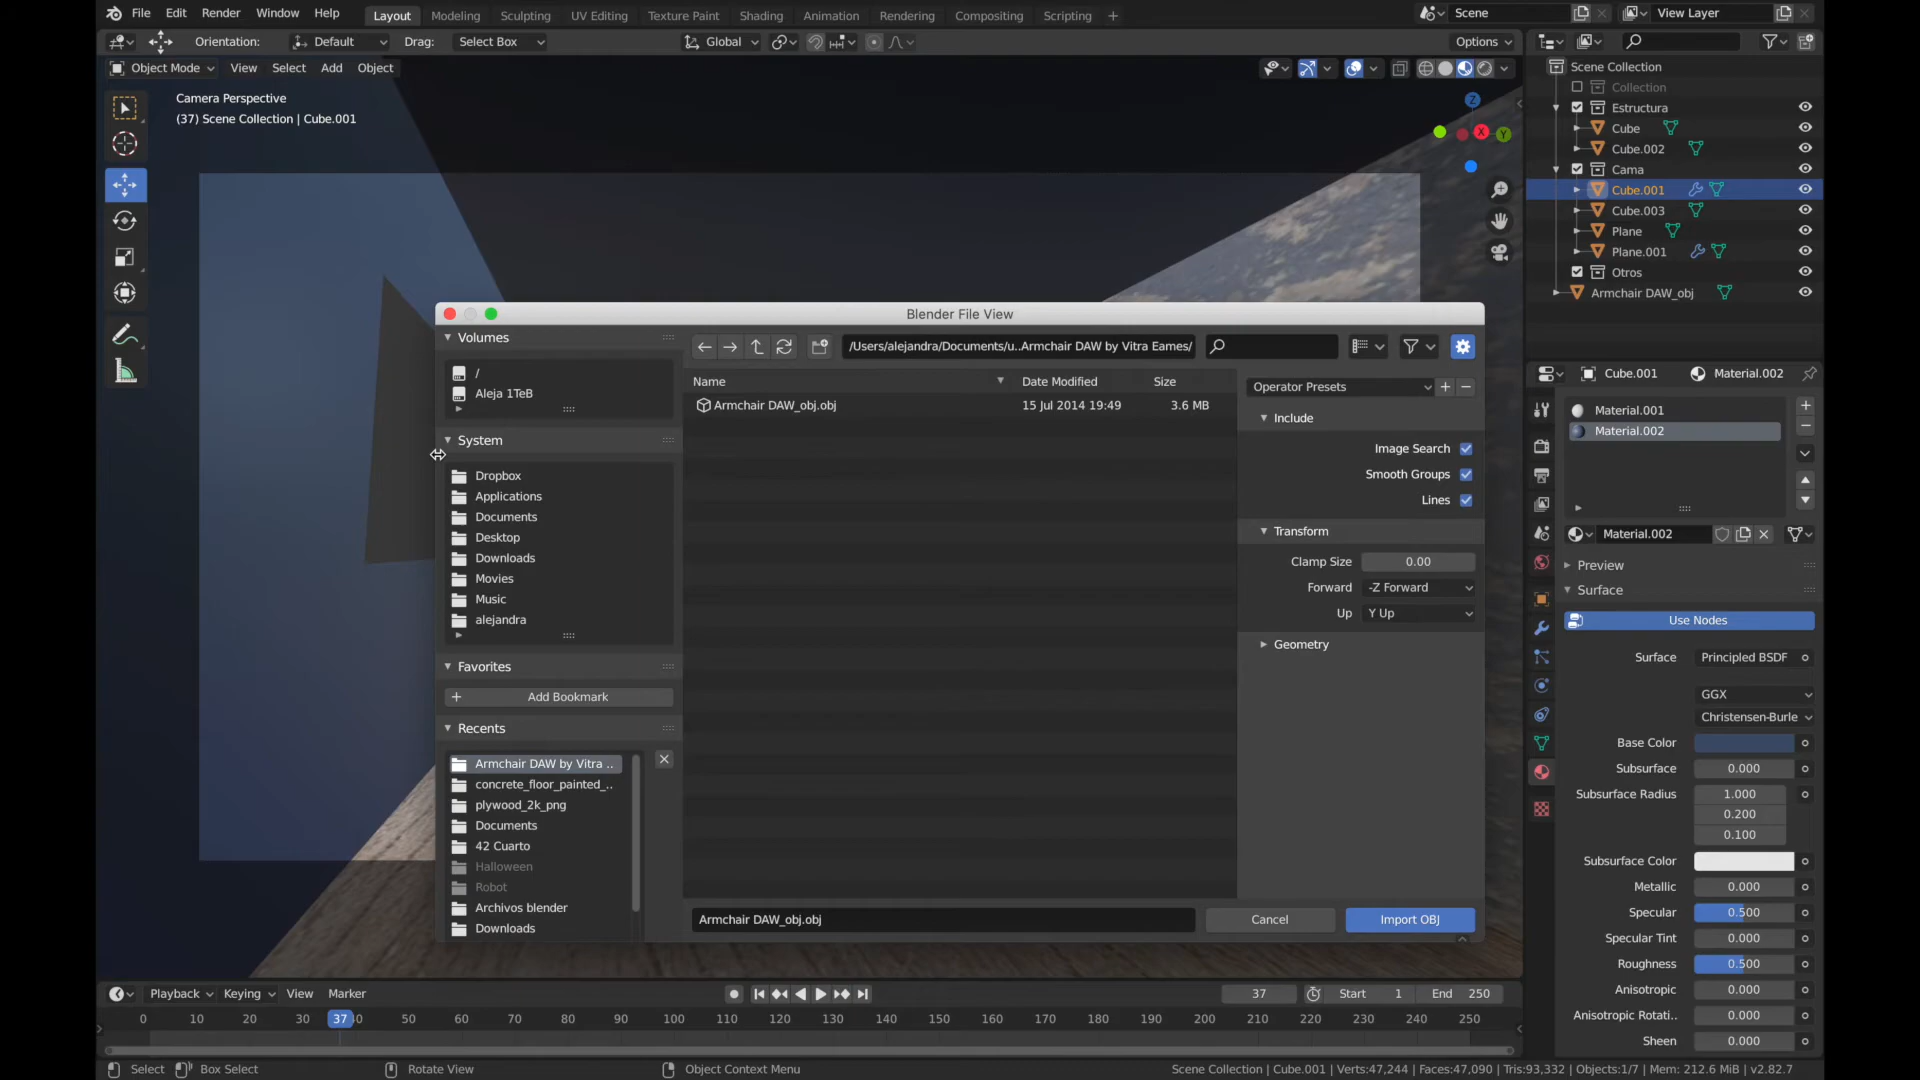 File Edit Render Window Help Layout Modeling Sculpting UV Editing Texture Paint Shading Animation Rendering Compositing Scripting + Scene View Layer
Orientation: Default Drag: Select Box Global Options
Object Mode View Select Add Object
Camera Perspective
(37) Scene Collection | Cube.001
Z
X
Y
Scene Collection
Collection
Estructura
Cube
Cube.002
Cama
Cube.001
Cube.003
Plane
Plane.001
Otros
Armchair DAW_obj
Blender File View
Volumes
/
Aleja 1TeB
System
Dropbox
Applications
Documents
Desktop
Downloads
Movies
Music
alejandra
Favorites
Add Bookmark
Recents
Armchair DAW by Vitra ..
concrete_floor_painted_..
plywood_2k_png
Documents
42 Cuarto
Halloween
Robot
Archivos blender
Downloads
/Users/alejandra/Documents/u..Armchair DAW by Vitra Eames/
Name Date Modified Size
Armchair DAW_obj.obj 15 Jul 2014 19:49 3.6 MB
Operator Presets
Include
Image Search
Smooth Groups
Lines
Transform
Clamp Size 0.00
Forward -Z Forward
Up Y Up
Geometry
Armchair DAW_obj.obj Cancel Import OBJ
Cube.001 Material.002
Material.001
Material.002
Material.002
Preview
Surface
Use Nodes
Surface Principled BSDF
GGX
Christensen-Burle
Base Color
Subsurface 0.000
Subsurface Radius 1.000
0.200
0.100
Subsurface Color
Metallic 0.000
Specular 0.500
Specular Tint 0.000
Roughness 0.500
Anisotropic 0.000
Anisotropic Rotati.. 0.000
Sheen 0.000
Playback Keying View Marker 37 Start 1 End 250
0 10 20 30 37 40 50 60 70 80 90 100 110 120 130 140 150 160 170 180 190 200 210 220 230 240 250
Select Box Select Rotate View Object Context Menu Scene Collection | Cube.001 | Verts:47,244 | Faces:47,090 | Tris:93,332 | Objects:1/7 | Mem: 212.6 MiB | v2.82.7